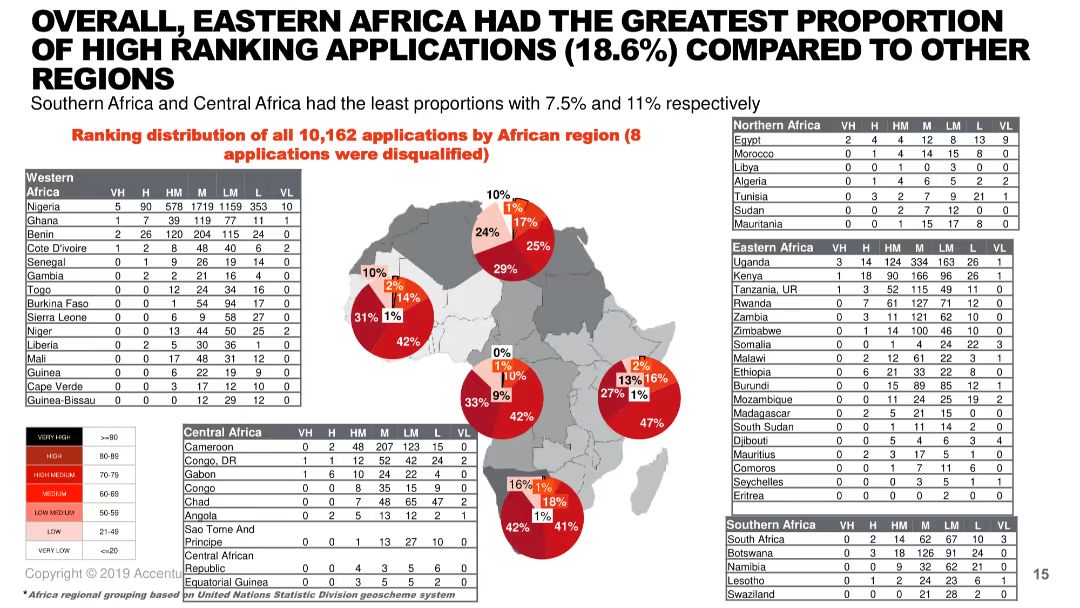 OVERALL, EASTERN AFRICA HAD THE GREATEST PROPORTION
OF HIGH RANKING APPLICATIONS (18.6%) COMPARED TO OTHER
REGIONS
Southern Africa and Central Africa had the least proportions with 7.5% and 11% respectively
Ranking distribution of all 10,162 applications by African region (8
applications were disqualified)
Western
Africa VH H HM M LM L VL
Nigeria 5 90 578 1719 1159 353 10
Ghana 1 7 39 119 77 11 1
Benin 2 26 120 204 115 24 0
Cote D'ivoire 1 2 8 48 40 6 2
Senegal 0 1 9 26 19 14 0
Gambia 0 2 2 21 16 4 0
Togo 0 0 12 24 34 16 0
Burkina Faso 0 0 1 54 94 17 0
Sierra Leone 0 0 6 9 58 27 0
Niger 0 0 13 44 50 25 2
Liberia 0 2 5 30 36 1 0
Mali 0 0 17 48 31 12 0
Guinea 0 0 6 22 19 9 0
Cape Verde 0 0 3 17 12 10 0
Guinea-Bissau 0 0 0 12 29 12 0
Northern Africa VH H HM M LM L VL
Egypt 2 4 4 12 8 13 9
Morocco 0 1 4 14 15 8 0
Libya 0 0 1 0 3 0 0
Algeria 0 1 4 6 5 2 2
Tunisia 0 3 2 7 9 21 1
Sudan 0 0 2 7 12 0 0
Mauritania 0 0 1 15 17 8 0
Eastern Africa VH H HM M LM L VL
Uganda 3 14 124 334 163 26 1
Kenya 1 18 90 166 96 26 1
Tanzania, UR 1 3 52 115 49 11 0
Rwanda 0 7 61 127 71 12 0
Zambia 0 3 11 121 62 10 0
Zimbabwe 0 1 14 100 46 10 0
Somalia 0 0 1 4 24 22 3
Malawi 0 2 12 61 22 3 1
Ethiopia 0 6 21 33 22 8 0
Burundi 0 0 15 89 85 12 1
Mozambique 0 0 11 24 25 19 2
Madagascar 0 2 5 21 15 0 0
South Sudan 0 0 1 11 14 2 0
Djibouti 0 0 5 4 6 3 4
Mauritius 0 2 3 17 5 1 0
Comoros 0 0 1 7 11 6 0
Seychelles 0 0 0 3 5 1 1
Eritrea 0 0 0 2 2 0 0
10%
1%
17%
24%
25%
29%
10%
2%
14%
31% 1%
42%
0%
1%
10%
9%
33%
42%
2%
13% 16%
27% 1%
47%
16% 1%
18%
1%
42% 41%
VERY HIGH >=90
HIGH 80-89
HIGH MEDIUM 70-79
MEDIUM 60-69
LOW MEDIUM 50-59
LOW 21-49
VERY LOW <=20
Central Africa VH H HM M LM L VL
Cameroon 0 2 48 207 123 15 0
Congo, DR 1 1 12 52 42 24 2
Gabon 1 6 10 24 22 4 0
Congo 0 0 8 35 15 9 0
Chad 0 0 7 48 65 47 2
Angola 0 2 5 13 12 2 1
Sao Tome And
Principe 0 0 1 13 27 10 0
Central African
Republic 0 0 4 3 5 6 0
Equatorial Guinea 0 0 3 5 5 2 0
Southern Africa VH H HM M LM L VL
South Africa 0 2 14 62 67 10 3
Botswana 0 3 18 126 91 24 0
Namibia 0 0 9 32 62 21 0
Lesotho 0 1 2 24 23 6 1
Swaziland 0 0 0 21 28 2 0
Copyright © 2019 Accentu
15
*Africa regional grouping based on United Nations Statistic Division geoscheme system